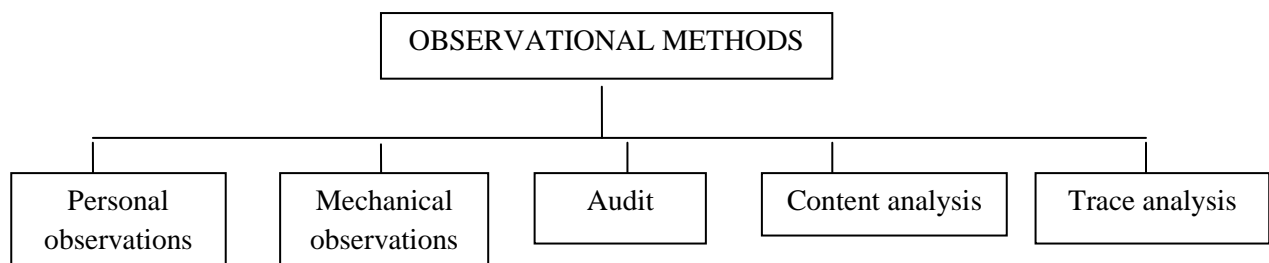 OBSERVATIONAL METHODS
Personal
observations
Mechanical
observations
Audit
Content analysis
Trace analysis